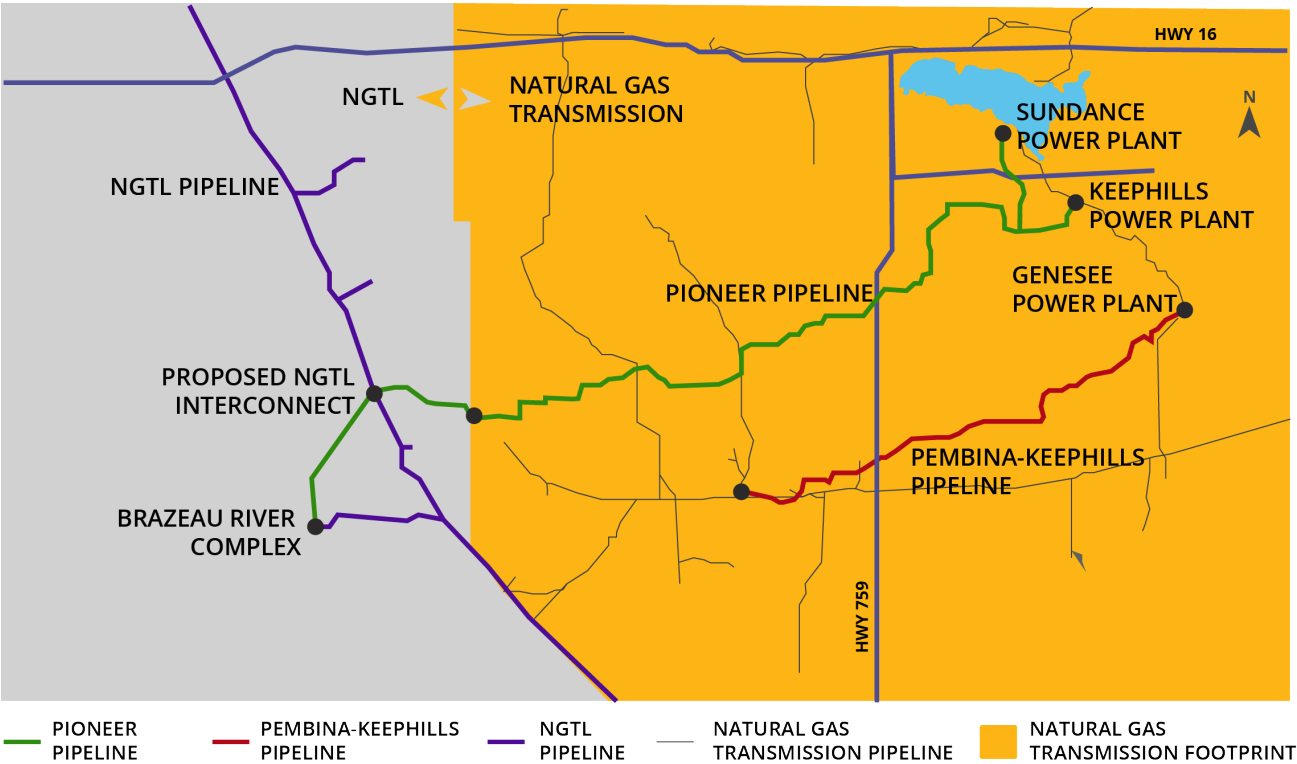 HWY 16
NGTL
NATURAL GAS
TRANSMISSION
N
SUNDANCE
POWER PLANT
NGTL PIPELINE
KEEPHILLS
POWER PLANT
GENESEE
POWER PLANT
PIONEER PIPELINE
PROPOSED NGTL
INTERCONNECT
PEMBINA-KEEPHILLS
PIPELINE
BRAZEAU RIVER
COMPLEX
HWY 759
PIONEER
PIPELINE
PEMBINA-KEEPHILLS
PIPELINE
NGTL
PIPELINE
NATURAL GAS
TRANSMISSION PIPELINE
NATURAL GAS
TRANSMISSION FOOTPRINT